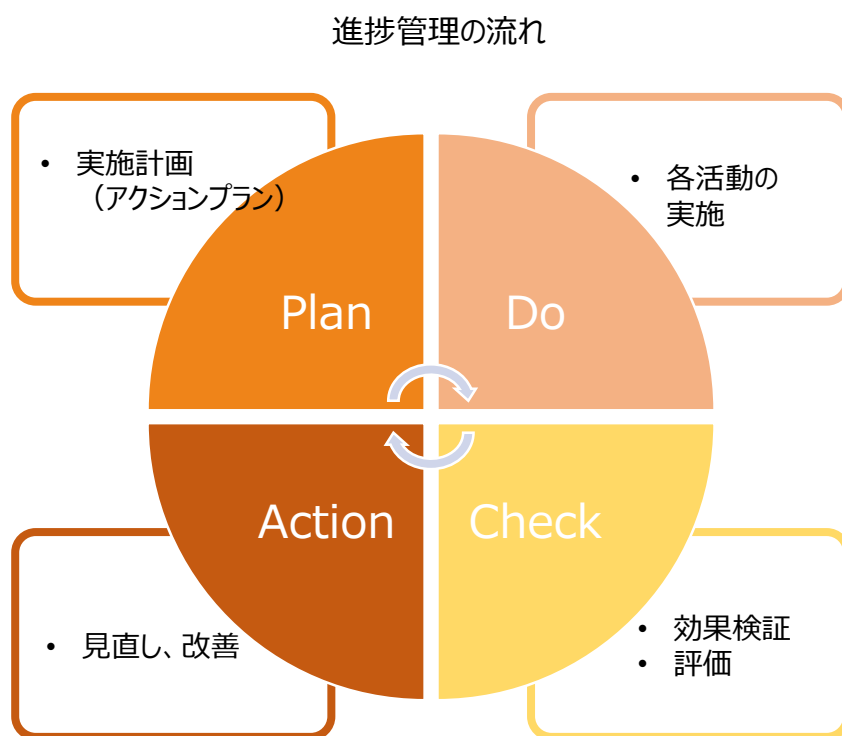 進捗管理の流れ
• 実施計画
（アクションプラン）
• 各活動の
実施
Plan
Do
Action
Check
• 見直し、改善
• 効果検証
• 評価